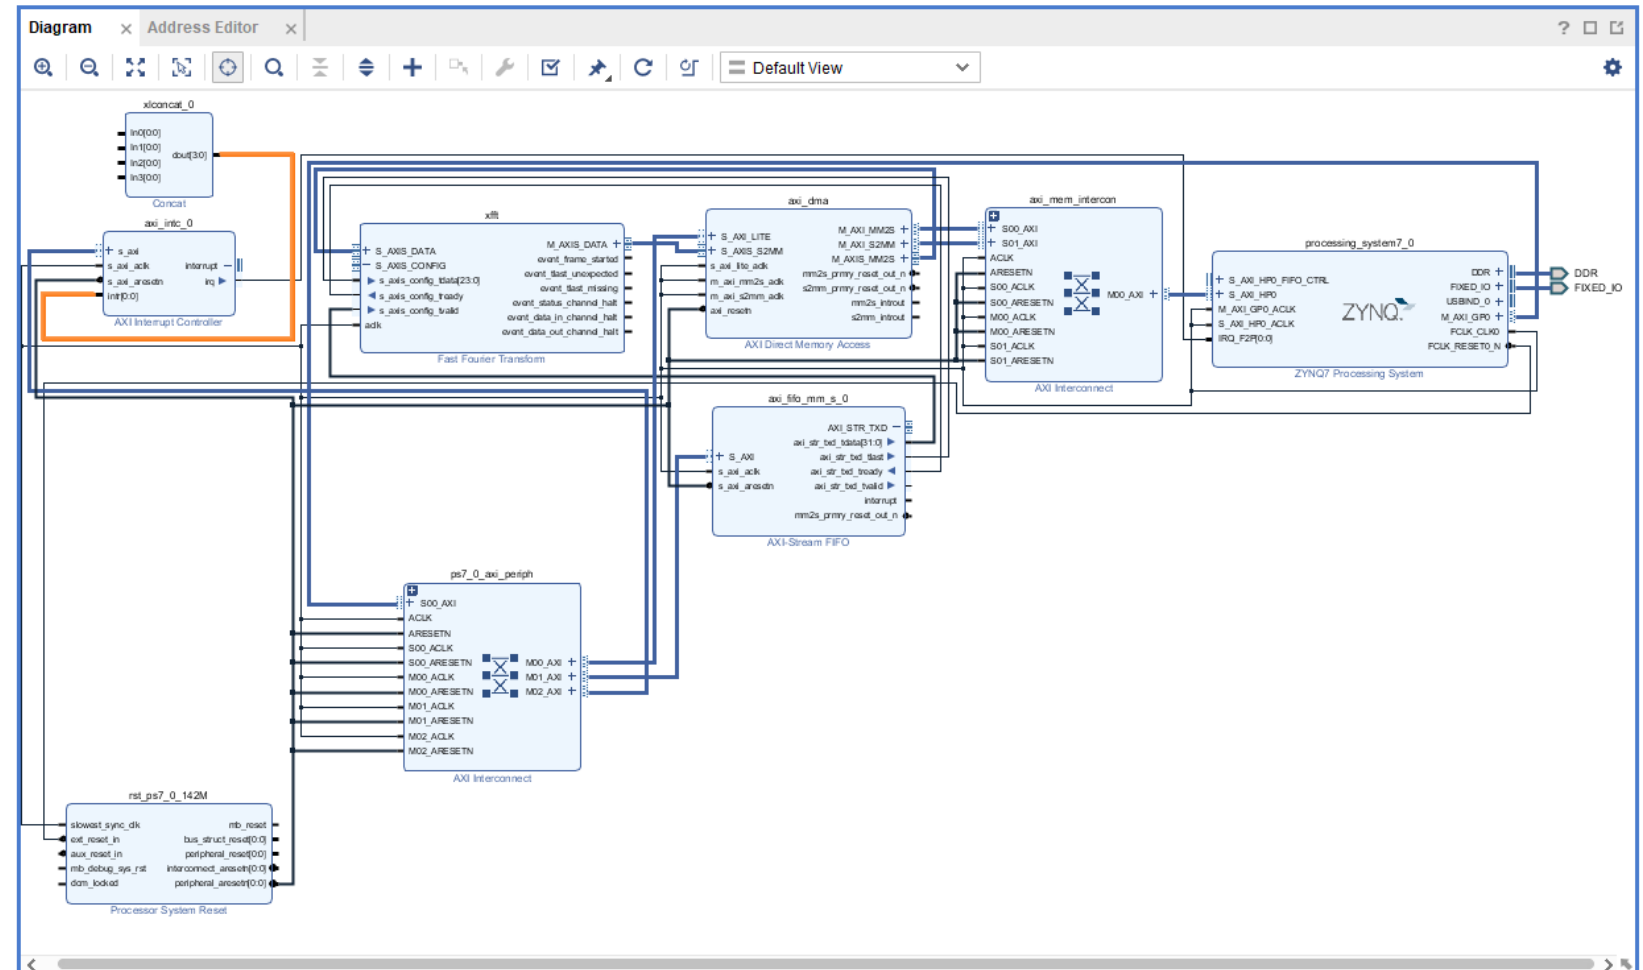 Diagram
Address Editor
Default View
xlconcat_0
In0[0:0]
In1[0:0]
In2[0:0]
In3[0:0]
dout[3:0]
Concat
axi_intc_0
s_axi
s_axi_aclk
s_axi_aresetn
intr[0:0]
interrupt
irq
AXI Interrupt Controller
xfft
S_AXIS_DATA
S_AXIS_CONFIG
s_axis_config_tdata[23:0]
s_axis_config_tready
s_axis_config_tvalid
aclk
M_AXIS_DATA
event_frame_started
event_tlast_unexpected
event_tlast_missing
event_status_channel_halt
event_data_in_channel_halt
event_data_out_channel_halt
Fast Fourier Transform
axi_dma
S_AXI_LITE
S_AXIS_S2MM
s_axi_lite_aclk
m_axi_mm2s_aclk
m_axi_s2mm_aclk
axi_resetn
M_AXI_MM2S
M_AXI_S2MM
M_AXIS_MM2S
mm2s_prmry_reset_out_n
s2mm_prmry_reset_out_n
mm2s_introut
s2mm_introut
AXI Direct Memory Access
axi_mem_intercon
S00_AXI
S01_AXI
ACLK
ARESETN
S00_ACLK
S00_ARESETN
M00_ACLK
M00_ARESETN
S01_ACLK
S01_ARESETN
M00_AXI
AXI Interconnect
processing_system7_0
S_AXI_HP0_FIFO_CTRL
S_AXI_HP0
M_AXI_GP0_ACLK
S_AXI_HP0_ACLK
IRQ_F2P[0:0]
ZYNQ
DDR
FIXED_IO
USBIND_0
M_AXI_GP0
FCLK_CLK0
FCLK_RESET0_N
ZYNQ7 Processing System
DDR
FIXED_IO
axi_fifo_mm_s_0
S_AXI
s_axi_aclk
s_axi_aresetn
AXI_STR_TXD
axi_str_txd_tdata[31:0]
axi_str_txd_tlast
axi_str_txd_tready
axi_str_txd_tvalid
interrupt
mm2s_prmry_reset_out_n
AXI-Stream FIFO
ps7_0_axi_periph
S00_AXI
ACLK
ARESETN
S00_ACLK
S00_ARESETN
M00_ACLK
M00_ARESETN
M01_ACLK
M01_ARESETN
M02_ACLK
M02_ARESETN
M00_AXI
M01_AXI
M02_AXI
AXI Interconnect
rst_ps7_0_142M
slowest_sync_clk
ext_reset_in
aux_reset_in
mb_debug_sys_rst
dcm_locked
mb_reset
bus_struct_reset[0:0]
peripheral_reset[0:0]
interconnect_aresetn[0:0]
peripheral_aresetn[0:0]
Processor System Reset